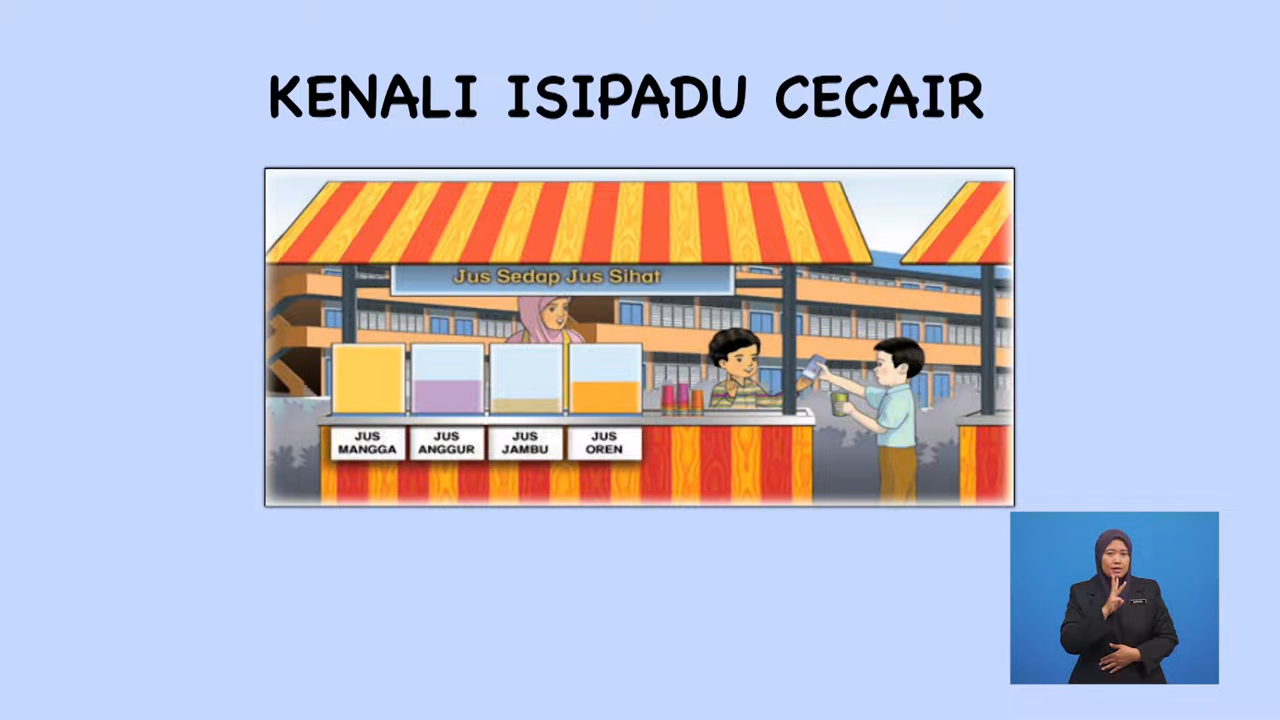 KENALI ISIPADU CECAIR
Jus Sedap Jus Sihat
JUS
MANGGA
JUS
ANGGUR
JUS
JAMBU
JUS
OREN